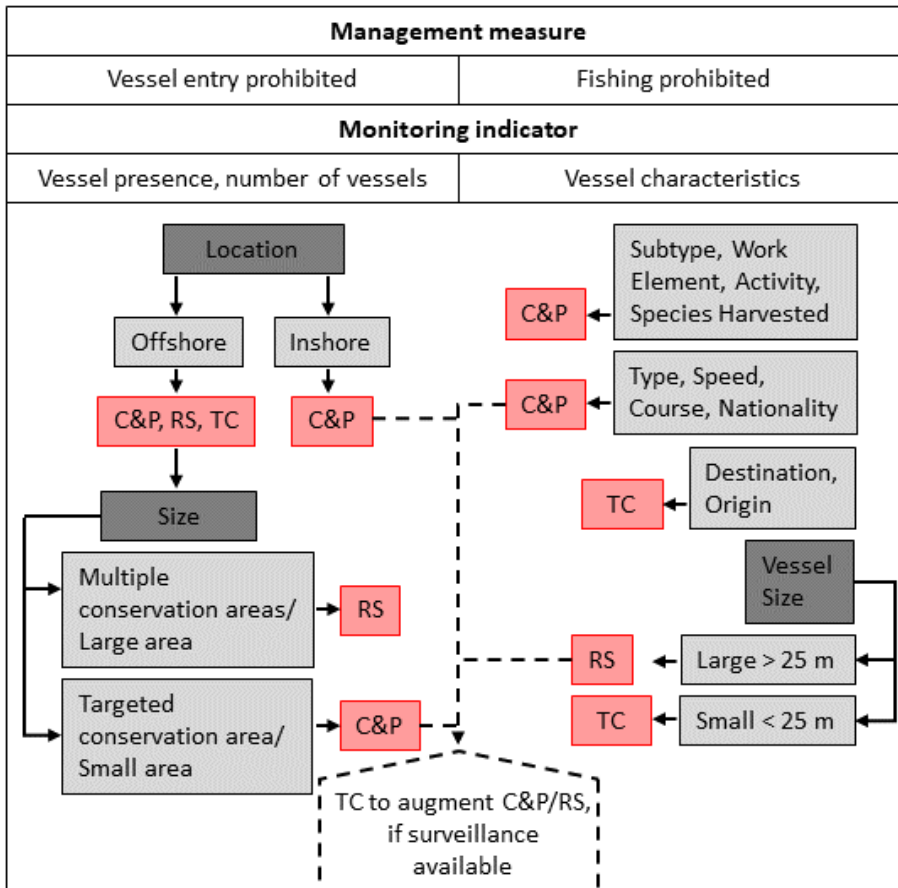 Management measure
Vessel entry prohibited
Fishing prohibited
Monitoring indicator
Vessel presence, number of vessels
Vessel characteristics
Location
Offshore
Inshore
C&P, RS, TC
C&P
Size
Multiple
conservation areas/
Large area
RS
Targeted
conservation area/
Small area
C&P
Subtype, Work
Element, Activity,
Species Harvested
C&P
Type, Speed,
Course, Nationality
C&P
Destination,
Origin
TC
Vessel
Size
Large > 25 m
RS
Small < 25 m
TC
TC to augment C&P/RS,
if surveillance
available